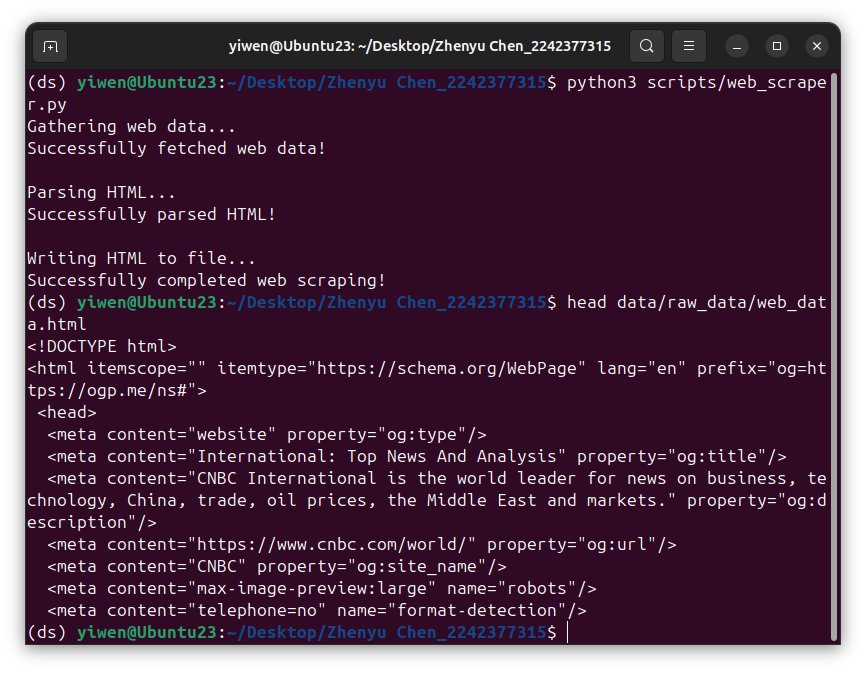 yiwen@Ubuntu23: ~/Desktop/Zhenyu Chen_2242377315
(ds) yiwen@Ubuntu23:~/Desktop/Zhenyu Chen_2242377315$ python3 scripts/web_scrape
r.py
Gathering web data...
Successfully fetched web data!
Parsing HTML...
Successfully parsed HTML!
Writing HTML to file...
Successfully completed web scraping!
(ds) yiwen@Ubuntu23:~/Desktop/Zhenyu Chen_2242377315$ head data/raw_data/web_dat
a.html
<!DOCTYPE html>
<html itemscope="" itemtype="https://schema.org/WebPage" lang="en" prefix="og=ht
tps://ogp.me/ns#">
 <head>
  <meta content="website" property="og:type"/>
  <meta content="International: Top News And Analysis" property="og:title"/>
  <meta content="CNBC International is the world leader for news on business, te
chnology, China, trade, oil prices, the Middle East and markets." property="og:d
escription"/>
  <meta content="https://www.cnbc.com/world/" property="og:url"/>
  <meta content="CNBC" property="og:site_name"/>
  <meta content="max-image-preview:large" name="robots"/>
  <meta content="telephone=no" name="format-detection"/>
(ds) yiwen@Ubuntu23:~/Desktop/Zhenyu Chen_2242377315$